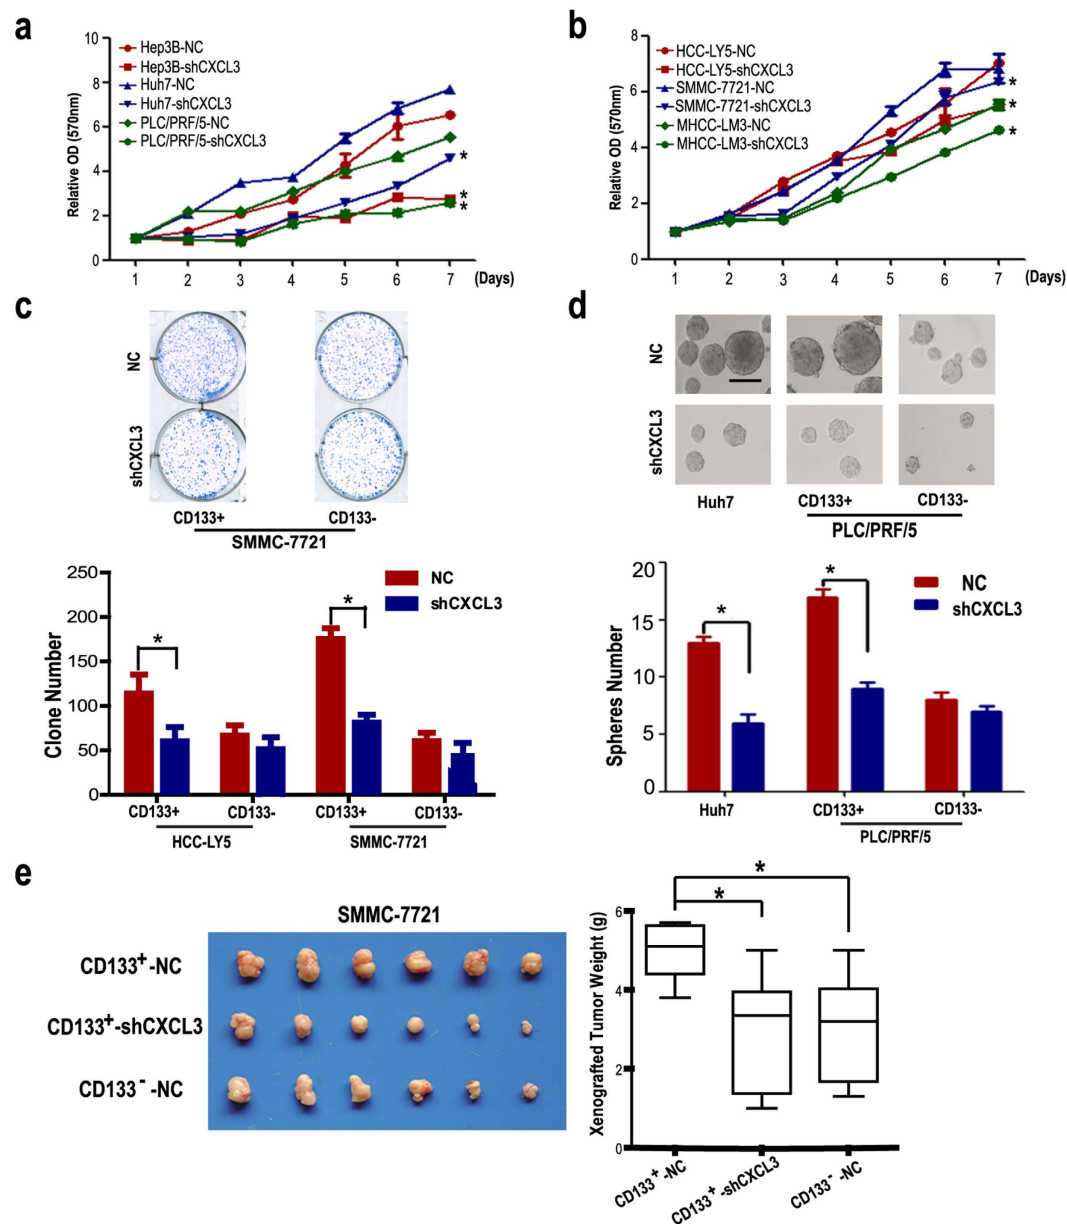 a
10
8
6
4
2
0
Relative OD (570nm)
Hep3B-NC
Hep3B-shCXCL3
Huh7-NC
Huh7-shCXCL3
PLC/PRF/5-NC
PLC/PRF/5-shCXCL3
*
*
*
1 2 3 4 5 6 7 (Days)
b
8
6
4
2
0
Relative OD (570nm)
HCC-LY5-NC
HCC-LY5-shCXCL3
SMMC-7721-NC
SMMC-7721-shCXCL3
MHCC-LM3-NC
MHCC-LM3-shCXCL3
*
*
*
1 2 3 4 5 6 7 (Days)
c
NC
shCXCL3
CD133+ CD133-
SMMC-7721
250
200
150
100
50
0
Clone Number
NC
shCXCL3
*
*
CD133+ CD133- CD133+ CD133-
HCC-LY5 SMMC-7721
d
NC
shCXCL3
Huh7 CD133+ CD133-
PLC/PRF/5
20
15
10
5
0
Spheres Number
NC
shCXCL3
*
*
Huh7 CD133+ CD133-
PLC/PRF/5
e
SMMC-7721
CD133+-NC
CD133+-shCXCL3
CD133--NC
6
4
2
0
Xenografted Tumor Weight (g)
*
*
CD133+-NC
CD133+-shCXCL3
CD133--NC